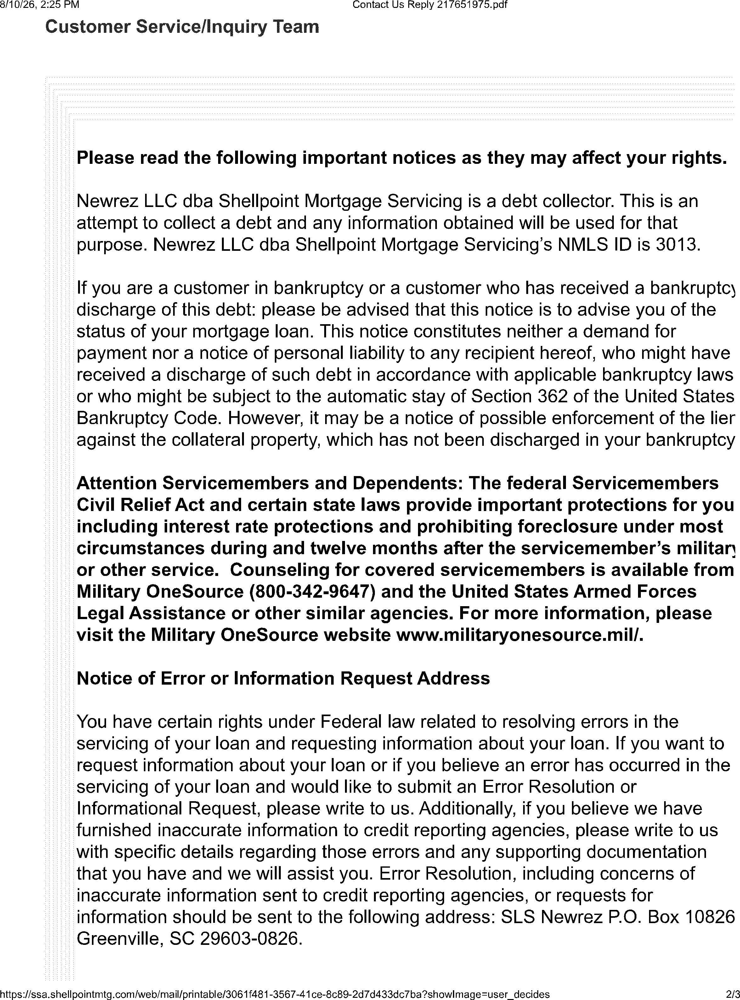 8/10/26, 2:25 PM Contact Us Reply 217651975.pdf
Customer Service/Inquiry Team
Please read the following important notices as they may affect your rights.
Newrez LLC dba Shellpoint Mortgage Servicing is a debt collector. This is an
attempt to collect a debt and any information obtained will be used for that
purpose. Newrez LLC dba Shellpoint Mortgage Servicing’s NMLS ID is 3013.
If you are a customer in bankruptcy or a customer who has received a bankruptcy
discharge of this debt: please be advised that this notice is to advise you of the
status of your mortgage loan. This notice constitutes neither a demand for
payment nor a notice of personal liability to any recipient hereof, who might have
received a discharge of such debt in accordance with applicable bankruptcy laws
or who might be subject to the automatic stay of Section 362 of the United States
Bankruptcy Code. However, it may be a notice of possible enforcement of the lien
against the collateral property, which has not been discharged in your bankruptcy
Attention Servicemembers and Dependents: The federal Servicemembers
Civil Relief Act and certain state laws provide important protections for you
including interest rate protections and prohibiting foreclosure under most
circumstances during and twelve months after the servicemember’s military
or other service. Counseling for covered servicemembers is available from
Military OneSource (800-342-9647) and the United States Armed Forces
Legal Assistance or other similar agencies. For more information, please
visit the Military OneSource website www.militaryonesource.mil/.
Notice of Error or Information Request Address
You have certain rights under Federal law related to resolving errors in the
servicing of your loan and requesting information about your loan. If you want to
request information about your loan or if you believe an error has occurred in the
servicing of your loan and would like to submit an Error Resolution or
Informational Request, please write to us. Additionally, if you believe we have
furnished inaccurate information to credit reporting agencies, please write to us
with specific details regarding those errors and any supporting documentation
that you have and we will assist you. Error Resolution, including concerns of
inaccurate information sent to credit reporting agencies, or requests for
information should be sent to the following address: SLS Newrez P.O. Box 10826
Greenville, SC 29603-0826.
https://ssa.shellpointmtg.com/web/mail/printable/3061f481-3567-41ce-8c89-2d7d433dc7ba?showImage=user_decides 2/3